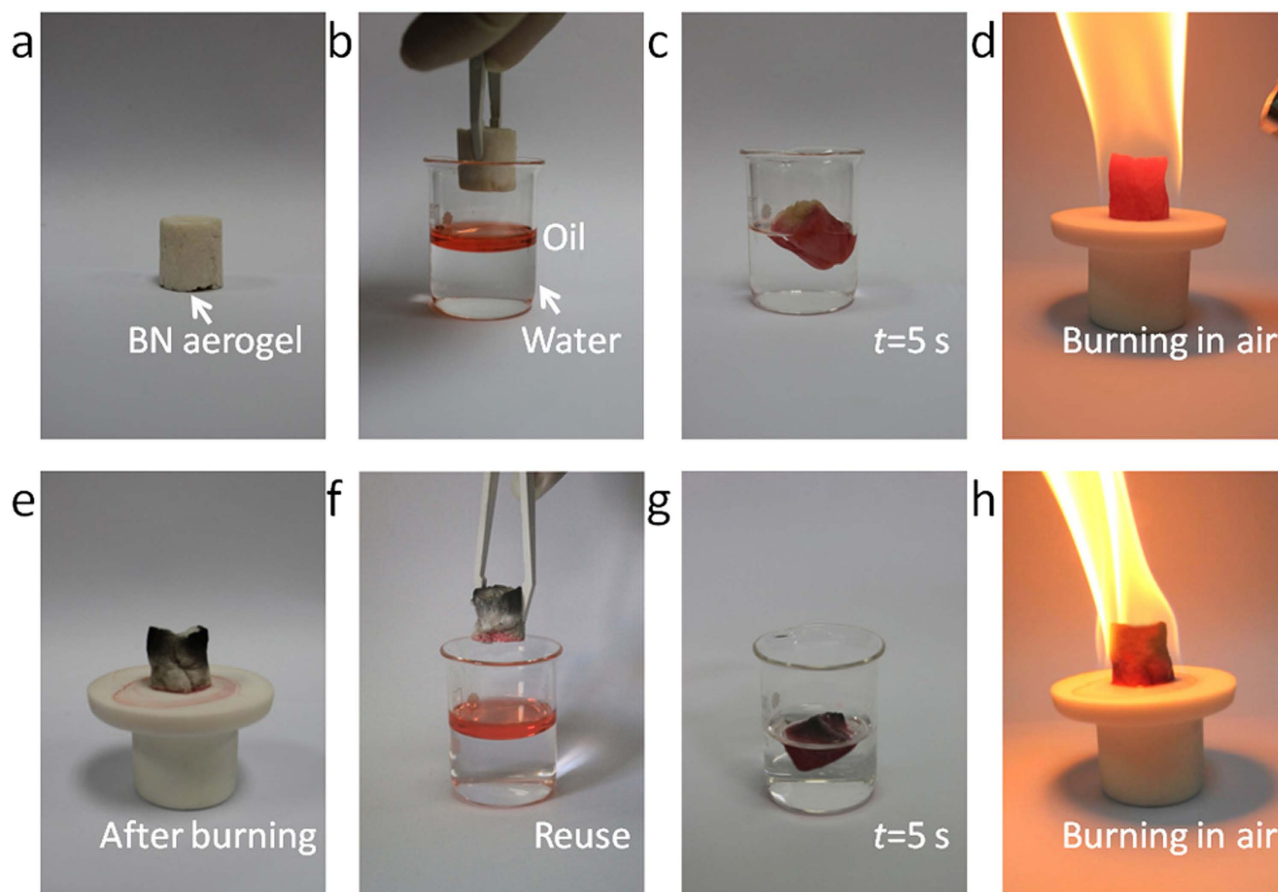 a
b
c
d
BN aerogel
Oil
Water
t=5 s
Burning in air
e
f
g
h
After burning
Reuse
t=5 s
Burning in air